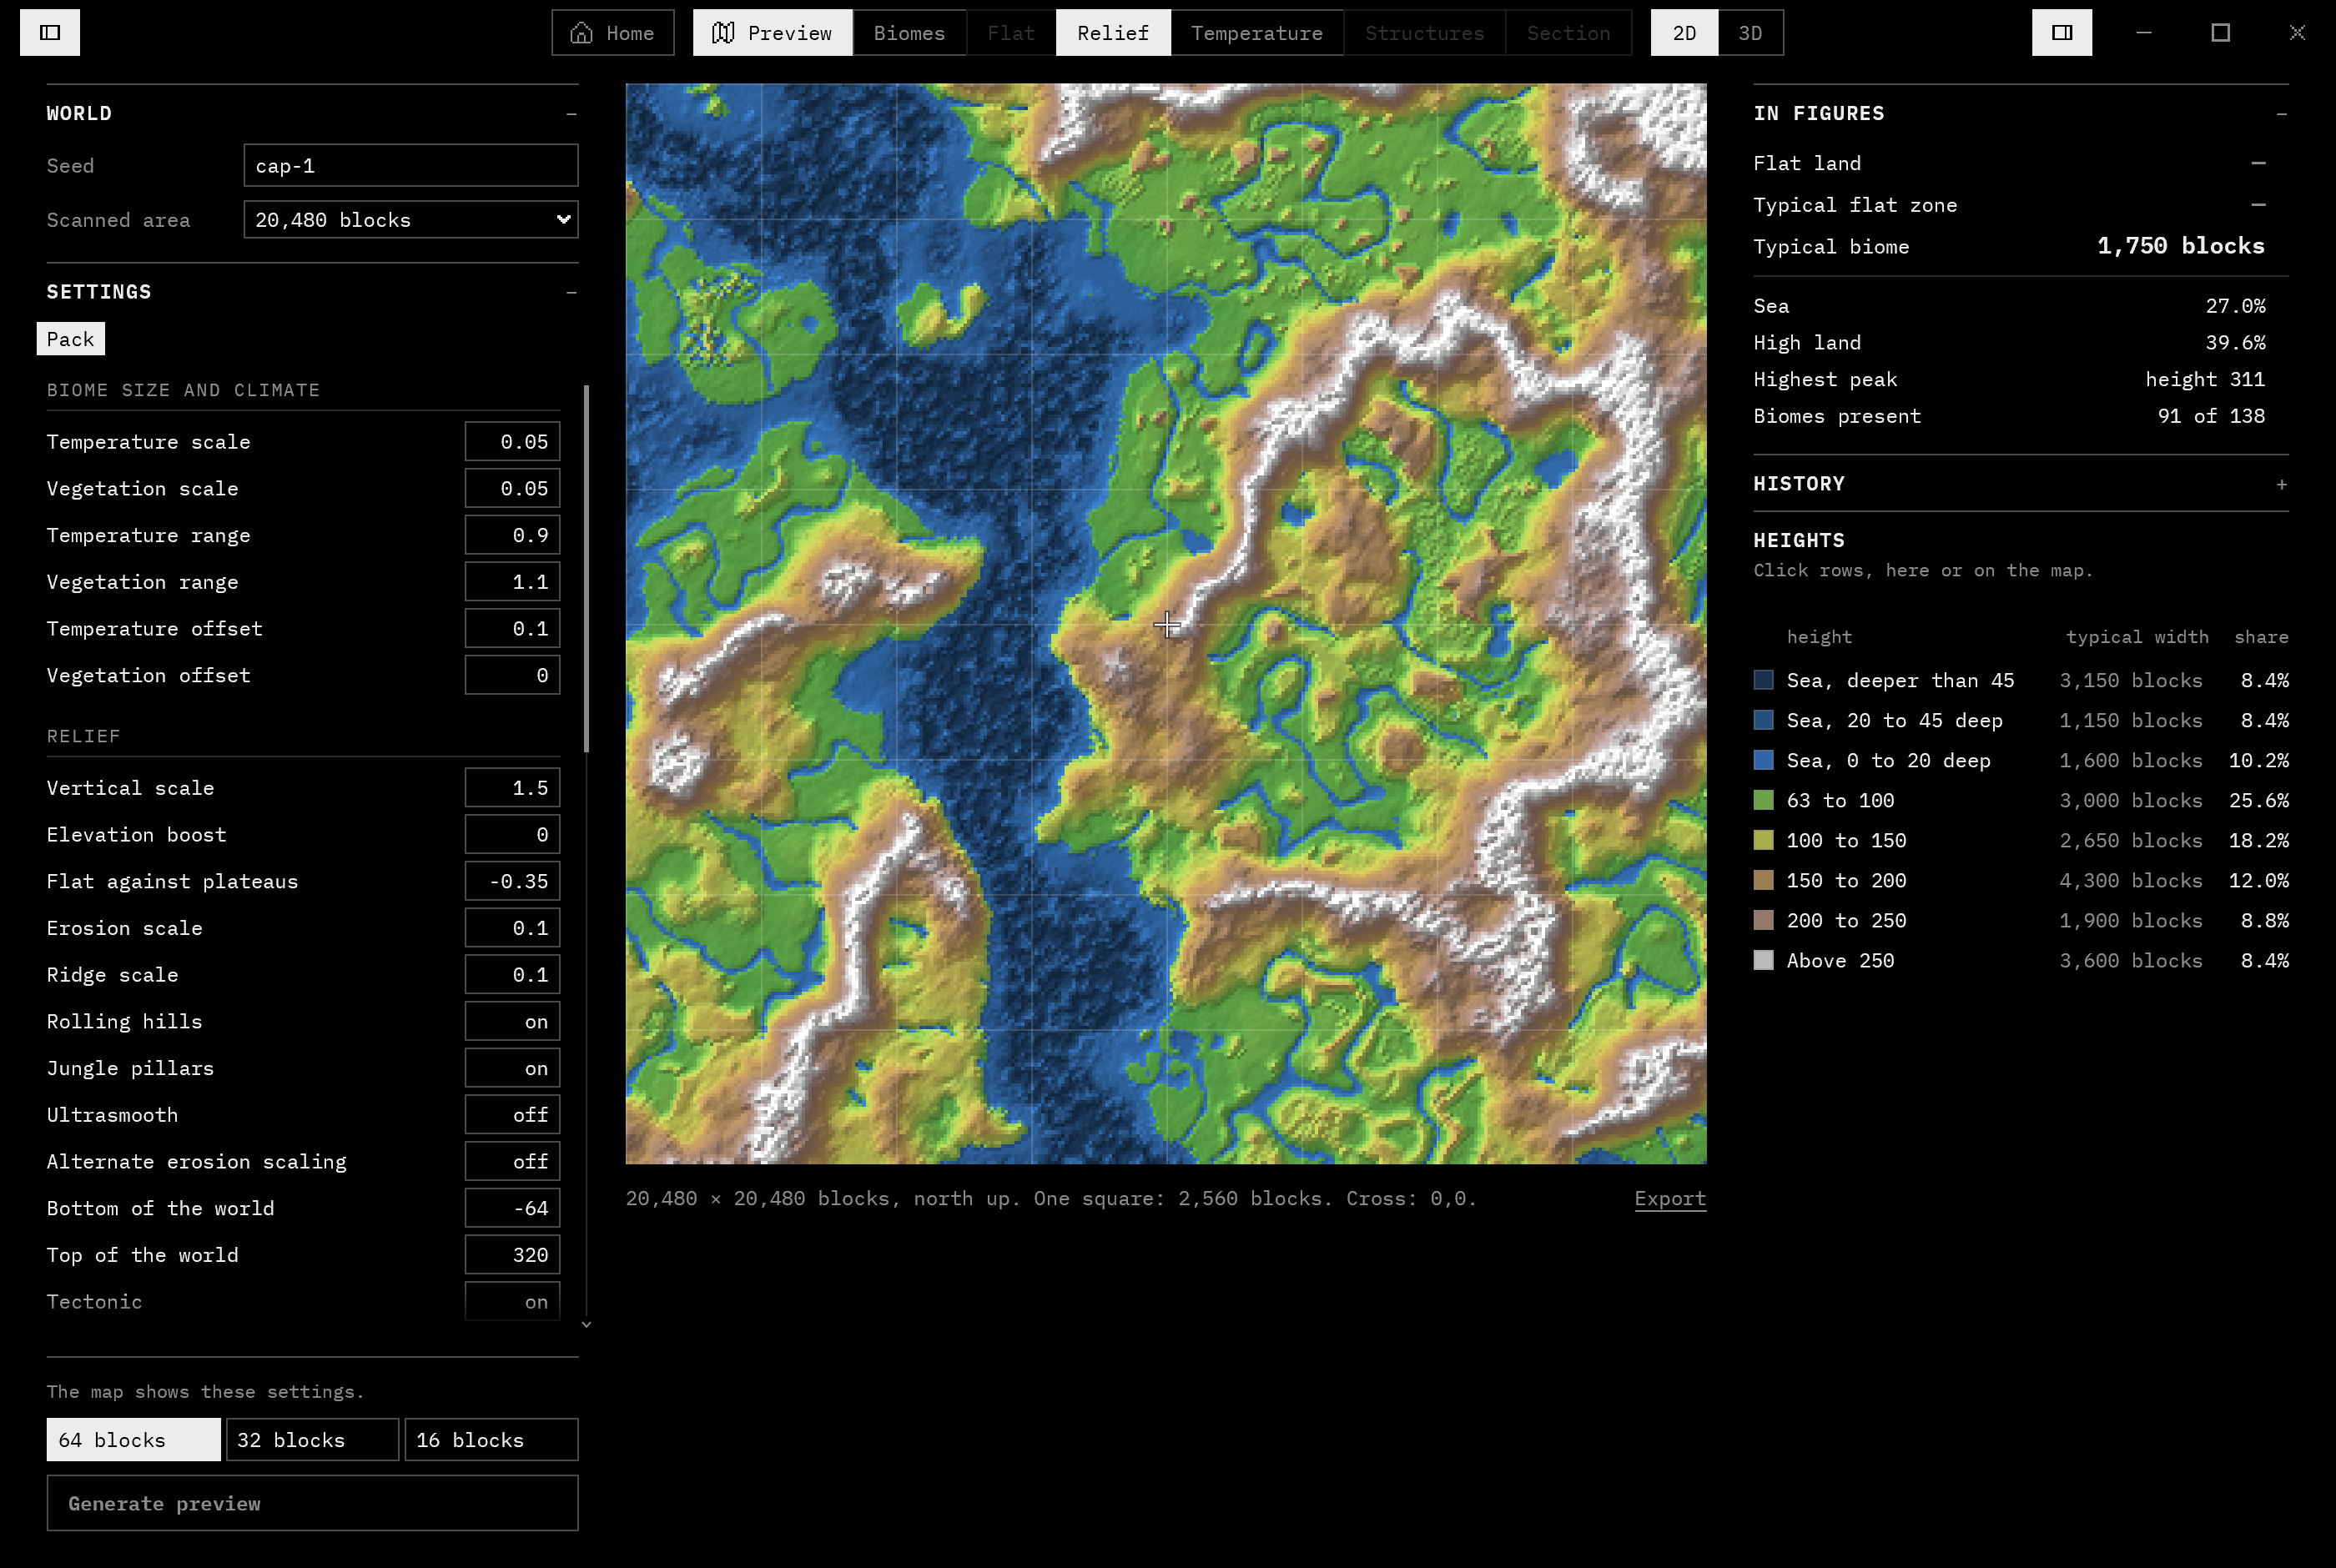 Home
Preview
Biomes
Flat
Relief
Temperature
Structures
Section
2D
3D
WORLD
Seed cap-1
Scanned area 20,480 blocks
SETTINGS
Pack
BIOME SIZE AND CLIMATE
Temperature scale 0.05
Vegetation scale 0.05
Temperature range 0.9
Vegetation range 1.1
Temperature offset 0.1
Vegetation offset 0
RELIEF
Vertical scale 1.5
Elevation boost 0
Flat against plateaus -0.35
Erosion scale 0.1
Ridge scale 0.1
Rolling hills on
Jungle pillars on
Ultrasmooth off
Alternate erosion scaling off
Bottom of the world -64
Top of the world 320
Tectonic on
The map shows these settings.
64 blocks
32 blocks
16 blocks
Generate preview
20,480 × 20,480 blocks, north up. One square: 2,560 blocks. Cross: 0,0.
Export
IN FIGURES
Flat land —
Typical flat zone —
Typical biome 1,750 blocks
Sea 27.0%
High land 39.6%
Highest peak height 311
Biomes present 91 of 138
HISTORY
HEIGHTS
Click rows, here or on the map.
height typical width share
Sea, deeper than 45 3,150 blocks 8.4%
Sea, 20 to 45 deep 1,150 blocks 8.4%
Sea, 0 to 20 deep 1,600 blocks 10.2%
63 to 100 3,000 blocks 25.6%
100 to 150 2,650 blocks 18.2%
150 to 200 4,300 blocks 12.0%
200 to 250 1,900 blocks 8.8%
Above 250 3,600 blocks 8.4%